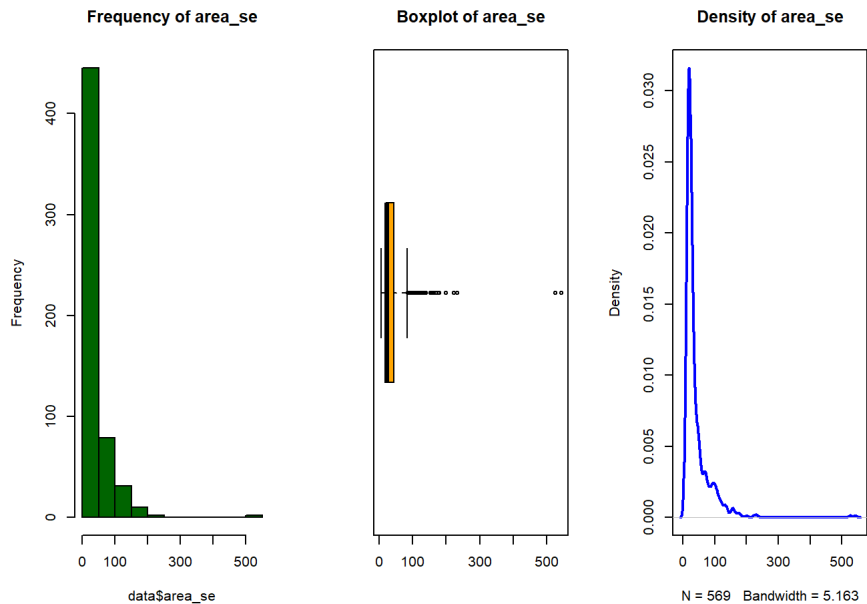 Frequency of area_se
Frequency
0
100
200
300
400
0 100 300 500
data$area_se
Boxplot of area_se
0 100 300 500
Density of area_se
Density
0.000
0.005
0.010
0.015
0.020
0.025
0.030
0 100 300 500
N = 569 Bandwidth = 5.163